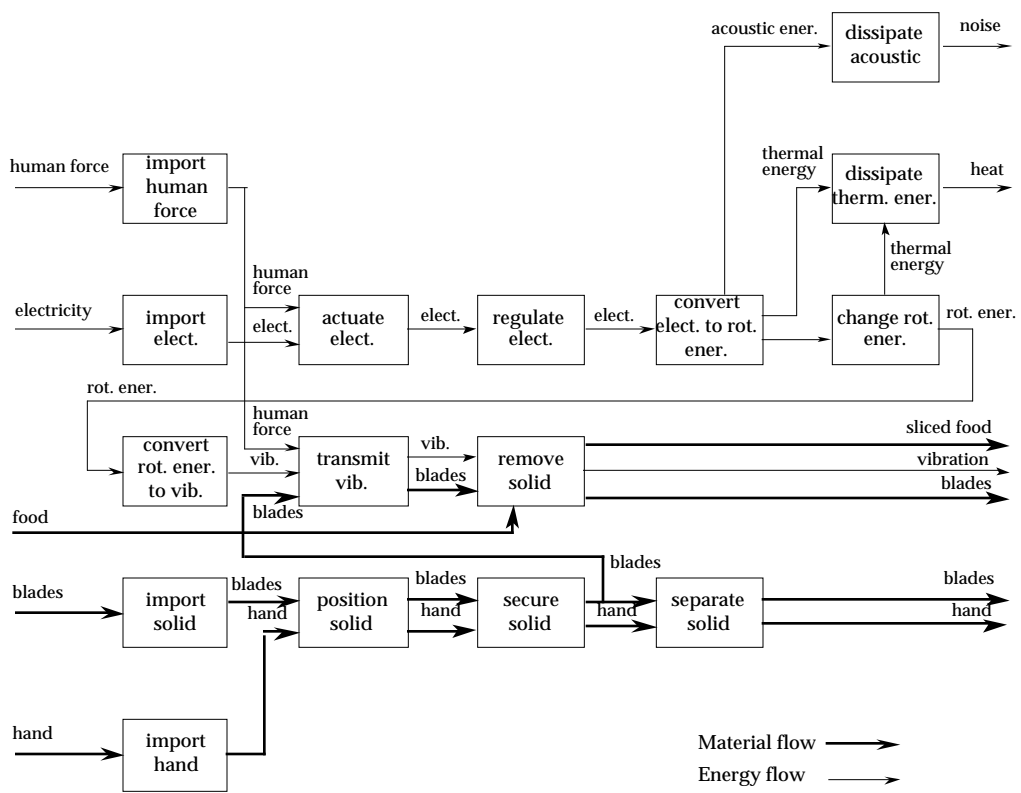 acoustic ener.
dissipate
acoustic
noise
human force
import
human
force
thermal
energy
dissipate
therm. ener.
heat
thermal
energy
human
force
electricity
import
elect.
elect.
actuate
elect.
elect.
regulate
elect.
elect.
convert
elect. to rot.
ener.
change rot.
ener.
rot. ener.
rot. ener.
human
force
convert
rot. ener.
to vib.
vib.
transmit
vib.
vib.
blades
remove
solid
sliced food
vibration
blades
blades
food
blades
blades
import
solid
blades
hand
position
solid
blades
hand
secure
solid
hand
separate
solid
blades
hand
hand
import
hand
Material flow
Energy flow